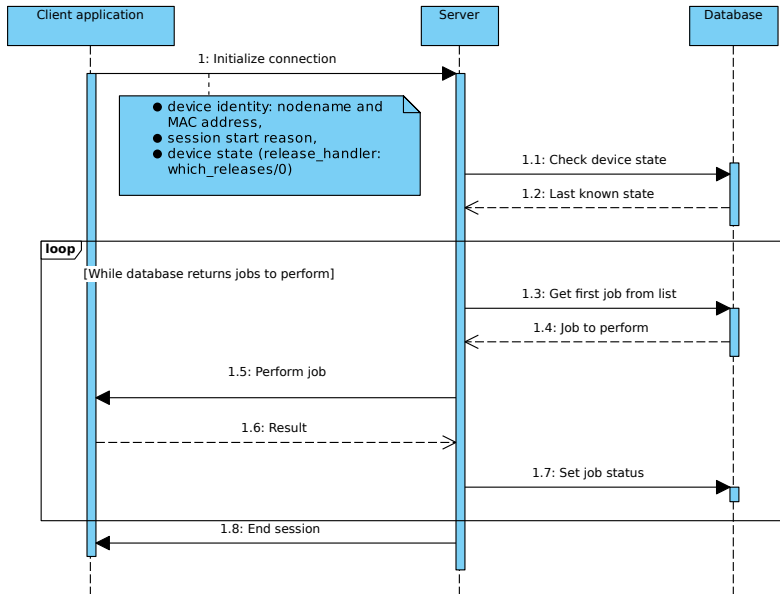 Client application
Server
Database
1: Initialize connection
● device identity: nodename and
MAC address,
● session start reason,
● device state (release_handler:
which_releases/0)
1.1: Check device state
1.2: Last known state
loop
[While database returns jobs to perform]
1.3: Get first job from list
1.4: Job to perform
1.5: Perform job
1.6: Result
1.7: Set job status
1.8: End session